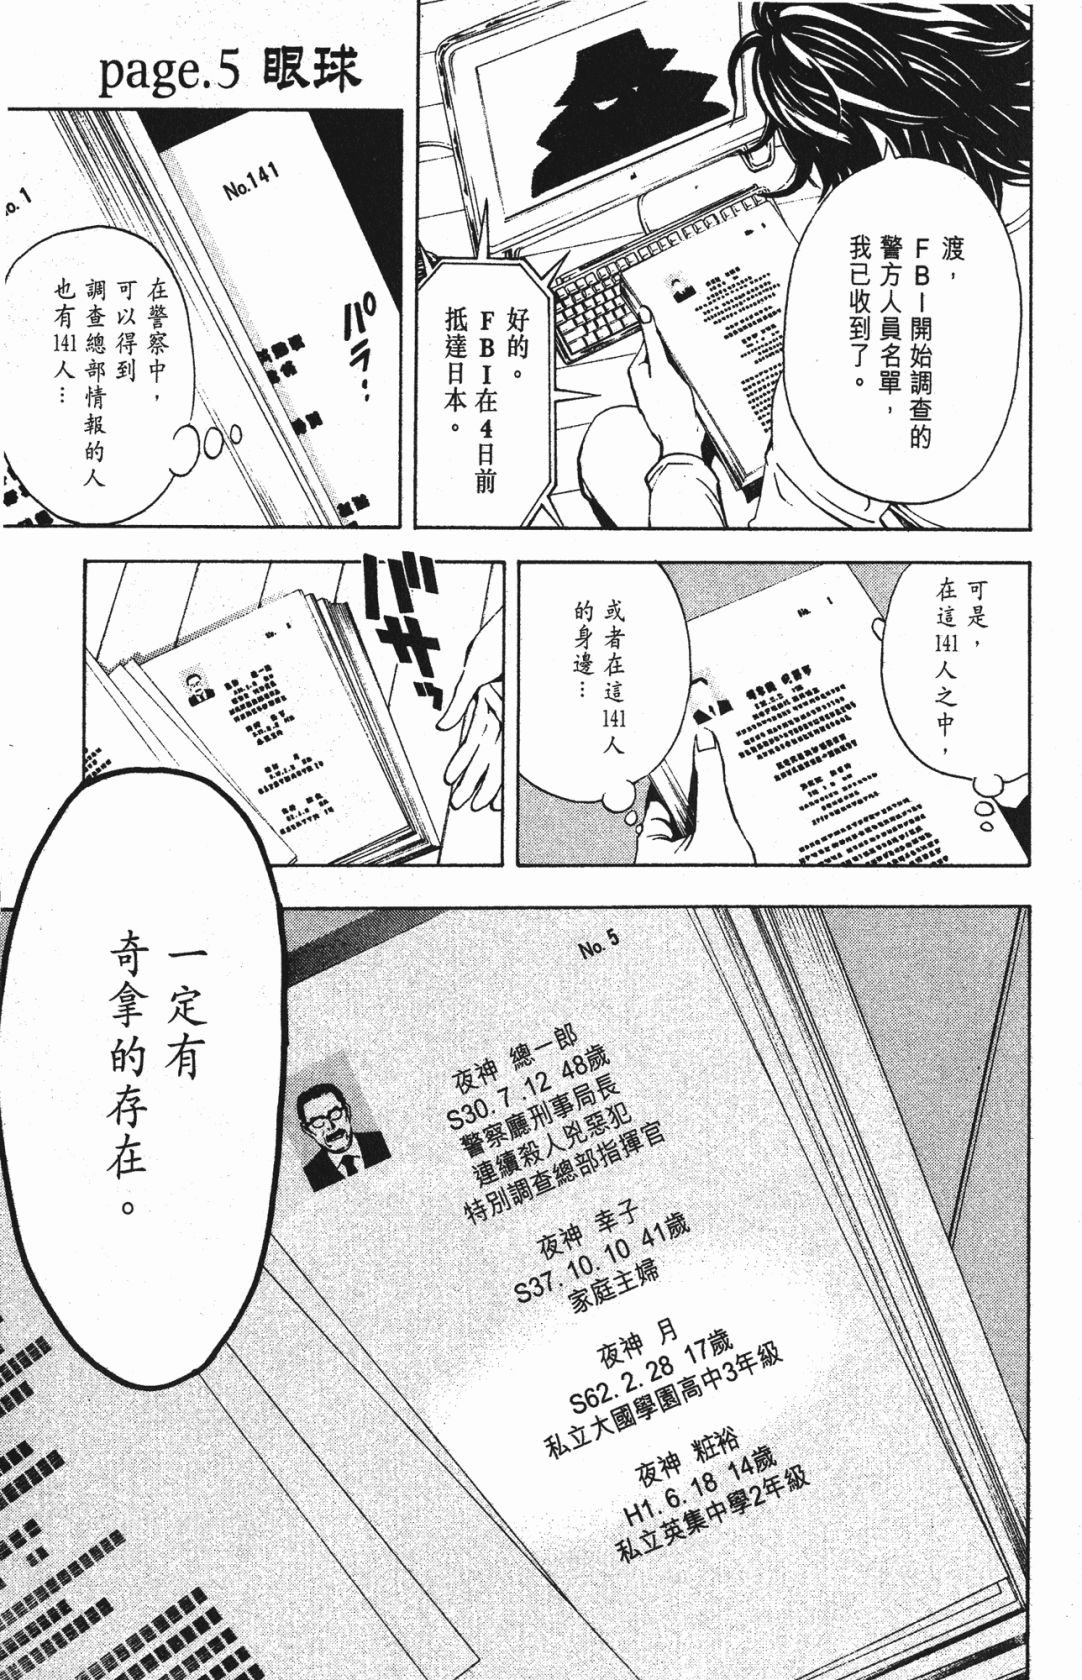 page.5 眼球
渡，
ＦＢＩ開始調查的
警方人員名單，
我已收到了。
好的。
ＦＢＩ在4日前
抵達日本。
No.141
o. 1
パラ…
在警察中，
可以得到
調查總部情報的人
也有141人…
可是，
在這141人之中，
No. 1
或者在這141人
的身邊…
No. 1
一定有
奇拿的存在。
No. 5
夜神 總一郎
S30. 7 .12 48歲
警察廳刑事局長
連續殺人兇惡犯
特別調查總部指揮官
夜神 幸子
S37. 10. 10 41歲
家庭主婦
夜神 月
S62. 2. 28 17歲
私立大國學園高中3年級
夜神 粧裕
H1. 6. 18 14歲
私立英集中學2年級